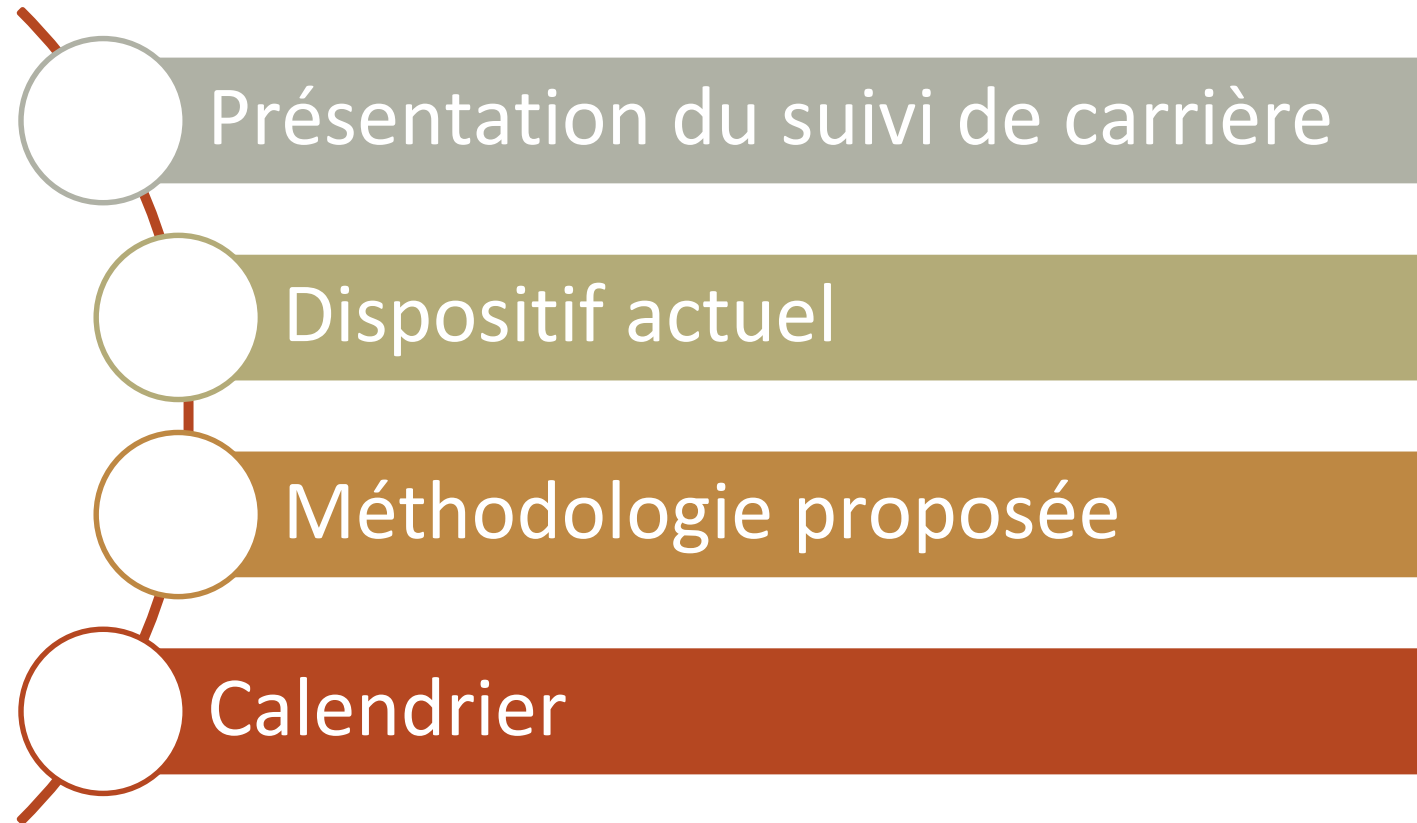 Présentation du suivi de carrière
Dispositif actuel
Méthodologie proposée
Calendrier